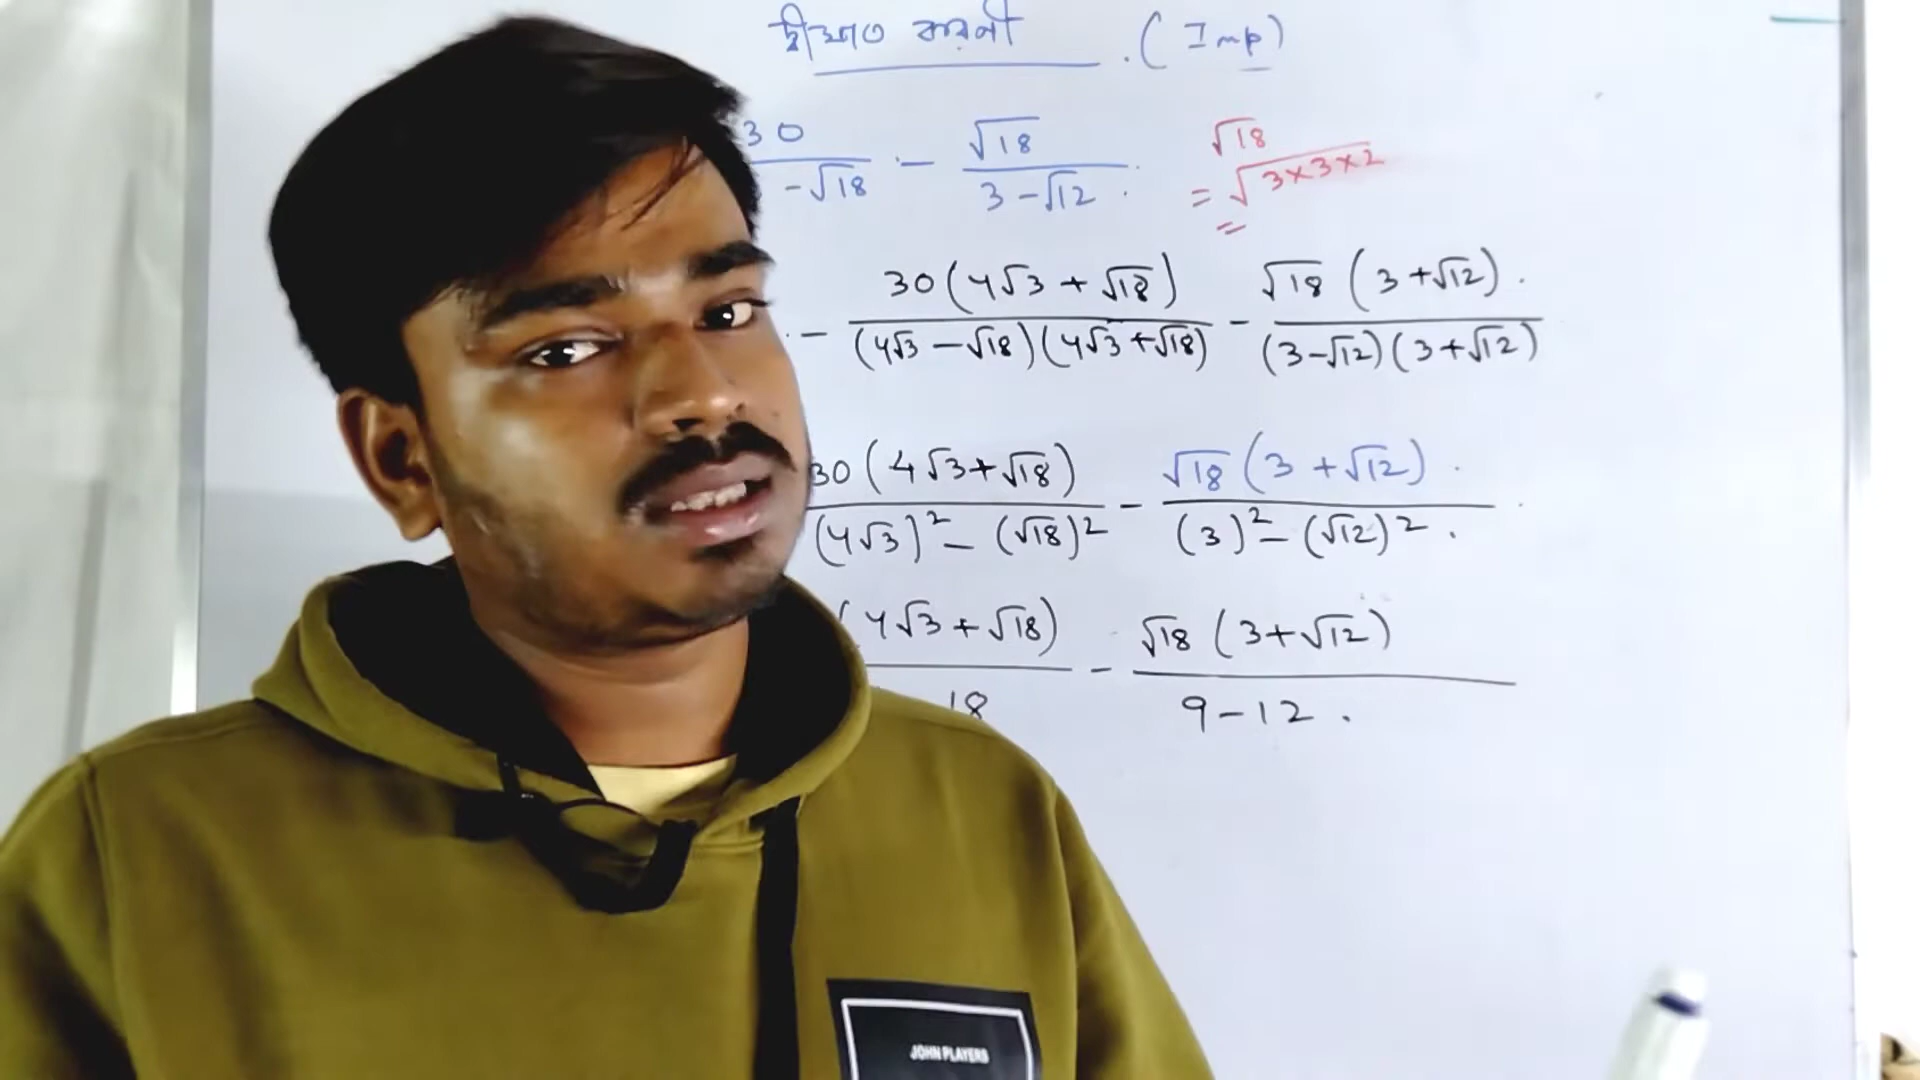 দ্বিঘাত করণী . (Imp)
30 / -√18 - √18 / 3-√12 .
√18
= √3×3×2
=
- 30(4√3+√18) / (4√3-√18)(4√3+√18) - √18(3+√12) . / (3-√12)(3+√12)
30(4√3+√18) / (4√3)² - (√18)² - √18(3+√12) . / (3)² - (√12)² .
(4√3+√18) / 18 - √18(3+√12) / 9-12 .
JOHN PLAYERS